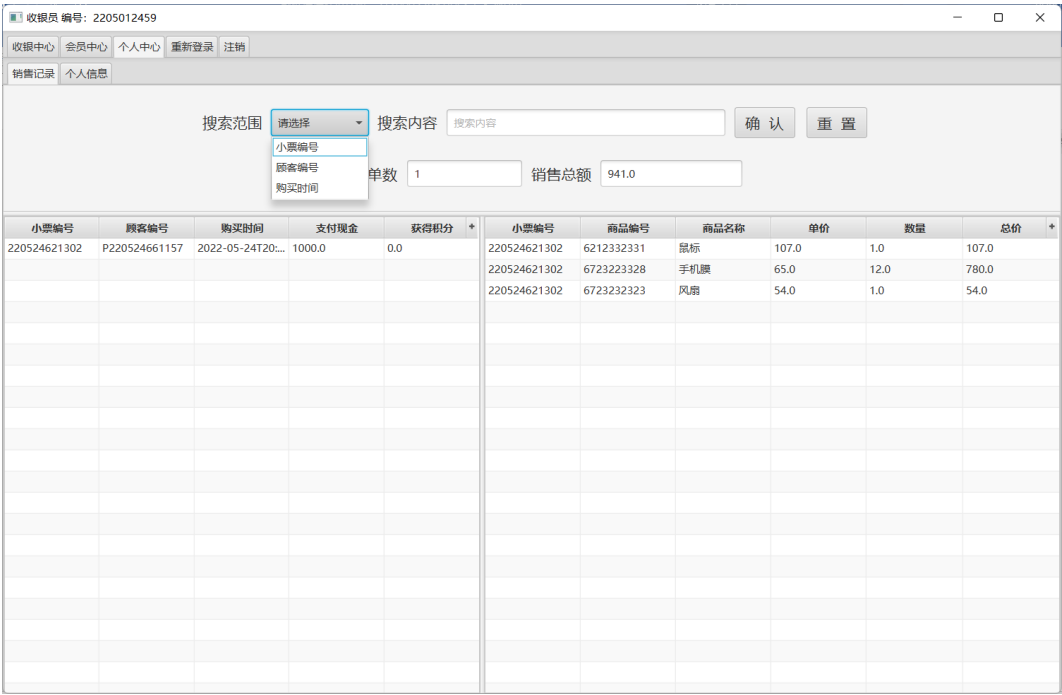 收银员 编号：2205012459
收银中心 会员中心 个人中心 重新登录 注销
销售记录 个人信息
搜索范围 请选择 搜索内容 搜索内容 确 认 重 置
小票编号
顾客编号
购买时间
单数 1 销售总额 941.0
小票编号 顾客编号 购买时间 支付现金 获得积分 + 小票编号 商品编号 商品名称 单价 数量 总价 +
220524621302 P220524661157 2022-05-24T20:... 1000.0 0.0 220524621302 6212332331 鼠标 107.0 1.0 107.0
220524621302 6723223328 手机膜 65.0 12.0 780.0
220524621302 6723232323 风扇 54.0 1.0 54.0